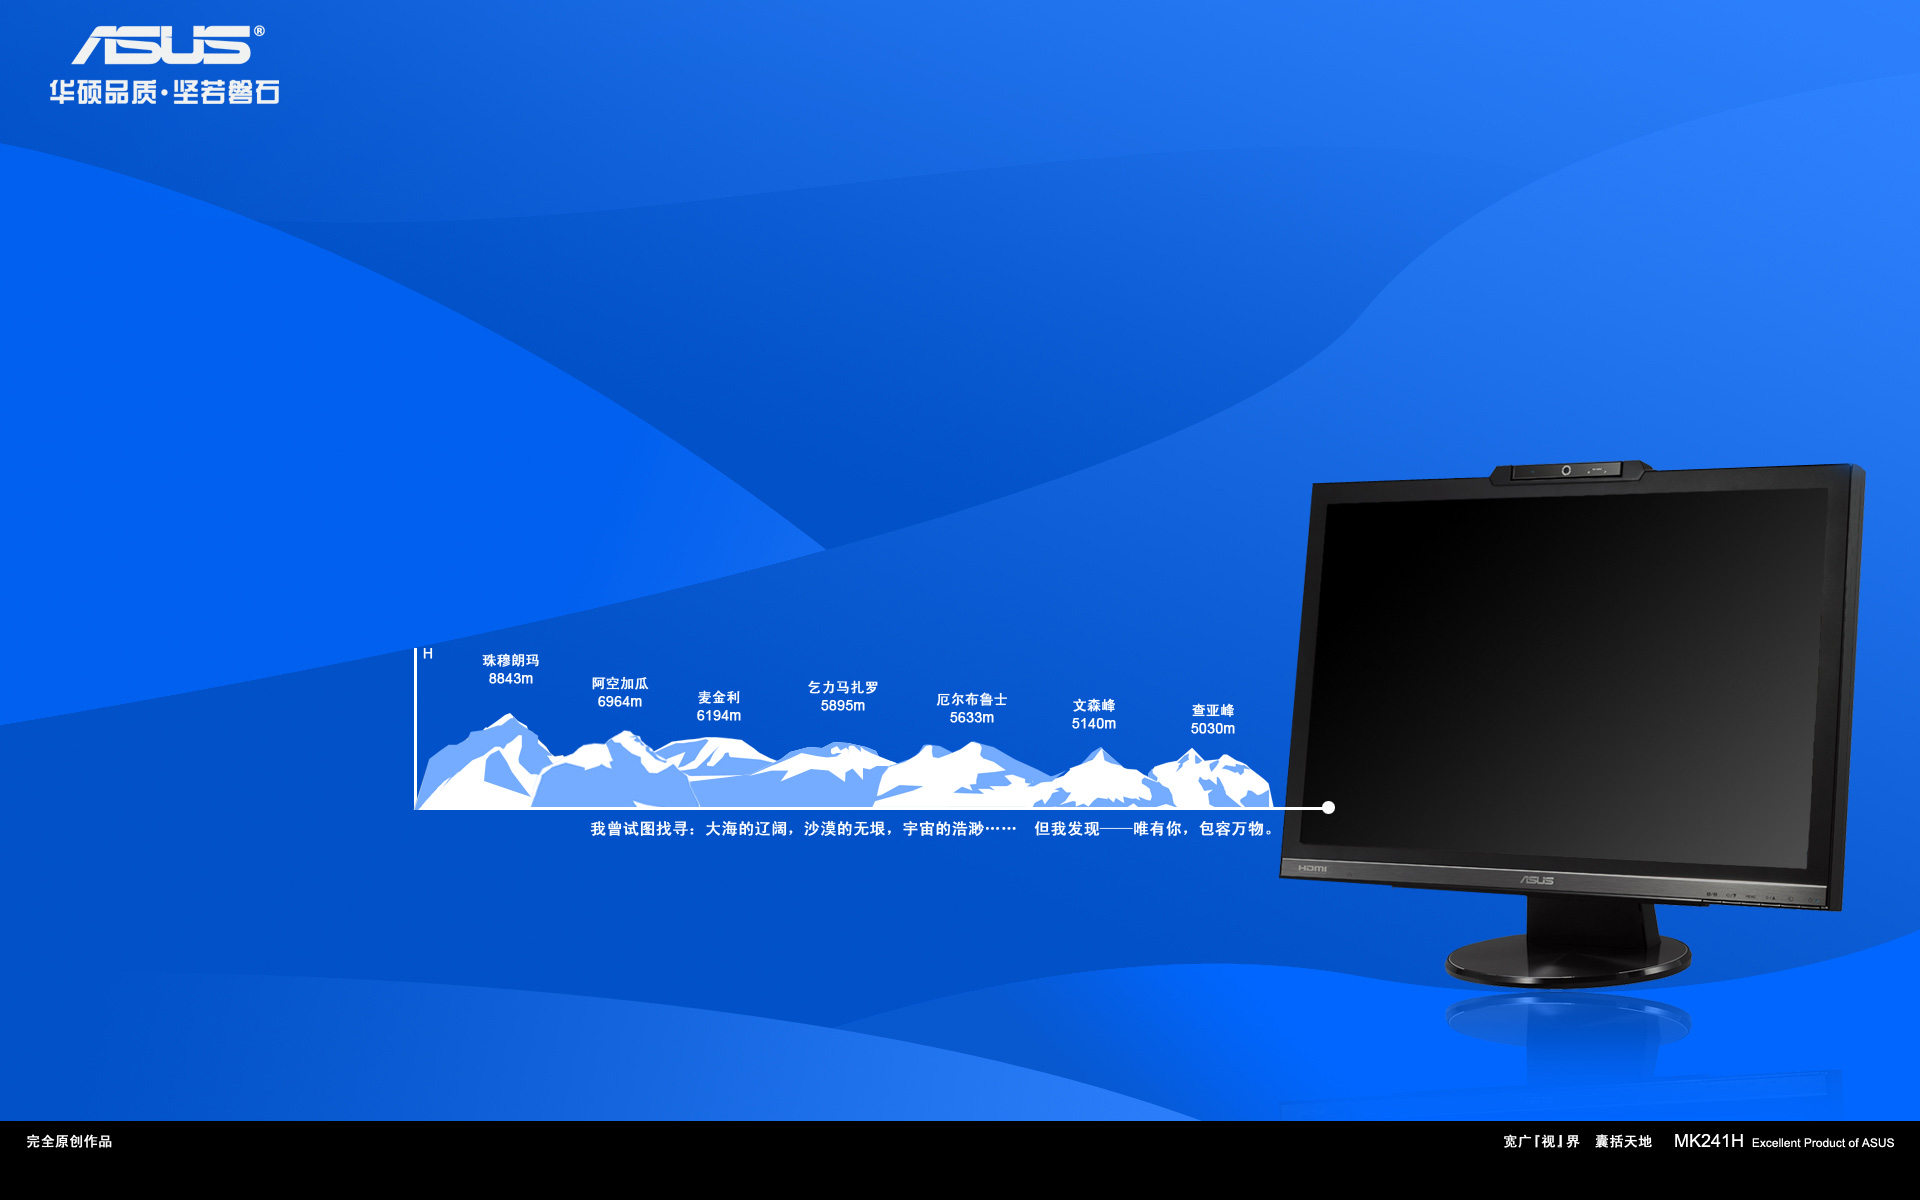 ASUS®
华硕品质·坚若磐石
H
珠穆朗玛
8843m
阿空加瓜
6964m
麦金利
6194m
乞力马扎罗
5895m
厄尔布鲁士
5633m
文森峰
5140m
查亚峰
5030m
我曾试图找寻：大海的辽阔，沙漠的无垠，宇宙的浩渺…… 但我发现——唯有你，包容万物。
HDMI
ASUS
完全原创作品
宽广『视』界 囊括天地 MK241H Excellent Product of ASUS